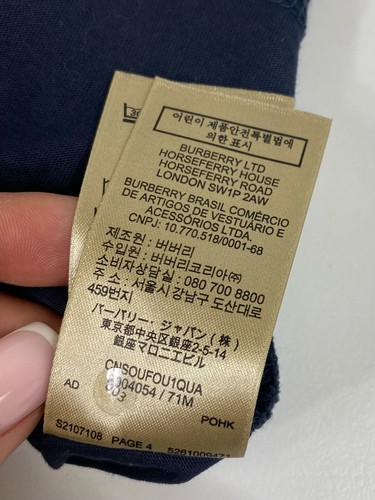 30
어린이 제품안전특별법에
의한 표시
BURBERRY LTD
HORSEFERRY HOUSE
HORSEFERRY ROAD
LONDON SW1P 2AW
BURBERRY BRASIL COMÉRCIO
DE ARTIGOS DE VESTUÁRIO E
ACESSÓRIOS LTDA.
CNPJ: 10.770.518/0001-68
제조원 : 버버리
수입원 : 버버리코리아㈜
소비자상담실 : 080 700 8800
주소 : 서울시 강남구 도산대로
459번지
バーバリー・ジャパン(株)
東京都中央区銀座2-5-14
銀座マロニエビル
CNSOUFOU1QUA
904054 / 71M
AD
603
POHK
S2107108 PAGE 4